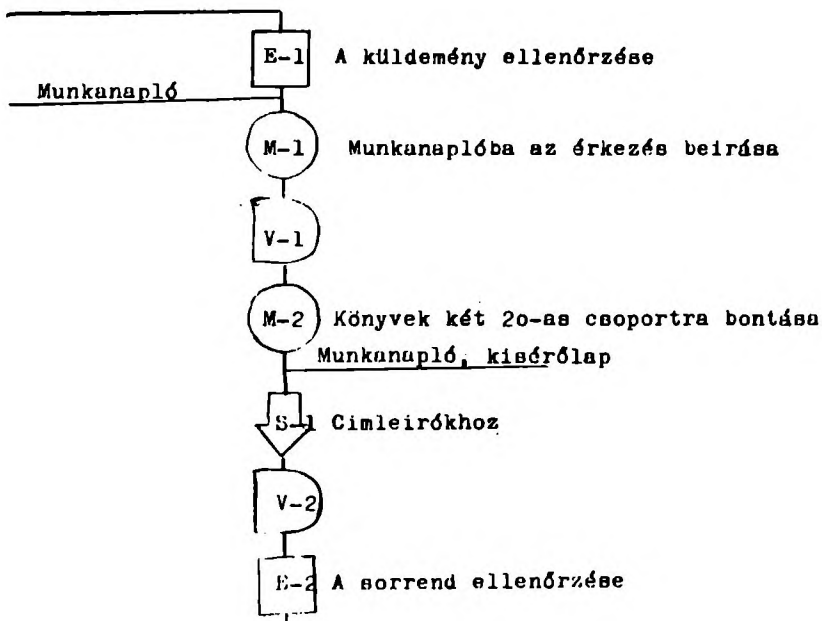 E-1 A küldemény ellenőrzése
Munkanapló
M-1 Munkanaplóba az érkezés beirása
V-1
M-2 Könyvek két 2o-as csoportra bontása
Munkanapló, kisérőlap
S-1 Cimleirókhoz
V-2
E-2 A sorrend ellenőrzése